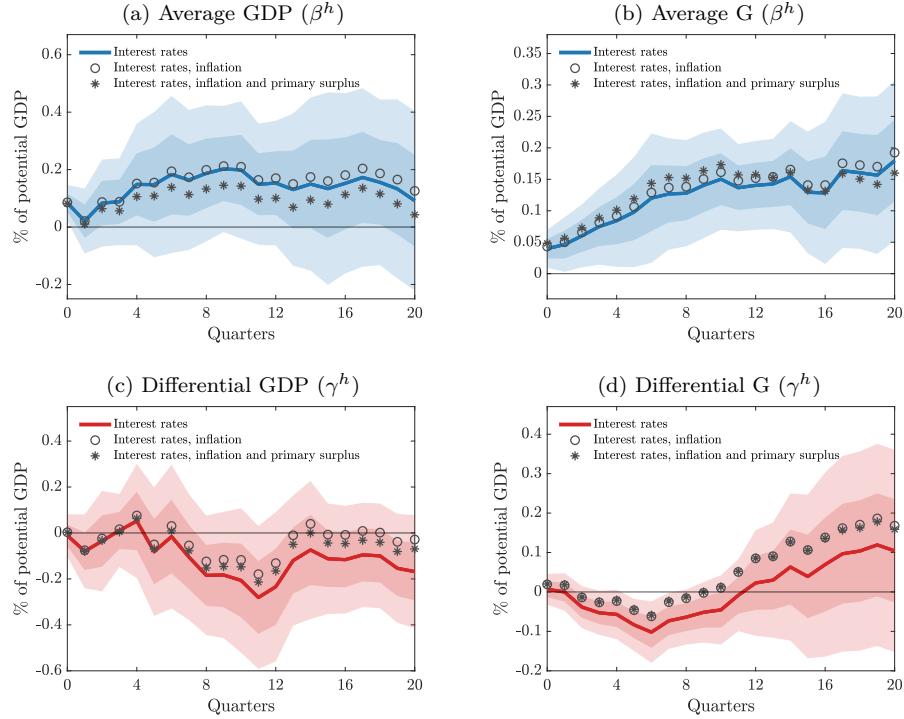 (a) Average GDP (β^h)
% of potential GDP
0.6
0.4
0.2
0
-0.2
Interest rates
Interest rates, inflation
Interest rates, inflation and primary surplus
0 4 8 12 16 20
Quarters
(b) Average G (β^h)
% of potential GDP
0.35
0.3
0.25
0.2
0.15
0.1
0.05
0
Interest rates
Interest rates, inflation
Interest rates, inflation and primary surplus
0 4 8 12 16 20
Quarters
(c) Differential GDP (γ^h)
% of potential GDP
0.4
0.2
0
-0.2
-0.4
-0.6
Interest rates
Interest rates, inflation
Interest rates, inflation and primary surplus
0 4 8 12 16 20
Quarters
(d) Differential G (γ^h)
% of potential GDP
0.4
0.3
0.2
0.1
0
-0.1
-0.2
Interest rates
Interest rates, inflation
Interest rates, inflation and primary surplus
0 4 8 12 16 20
Quarters